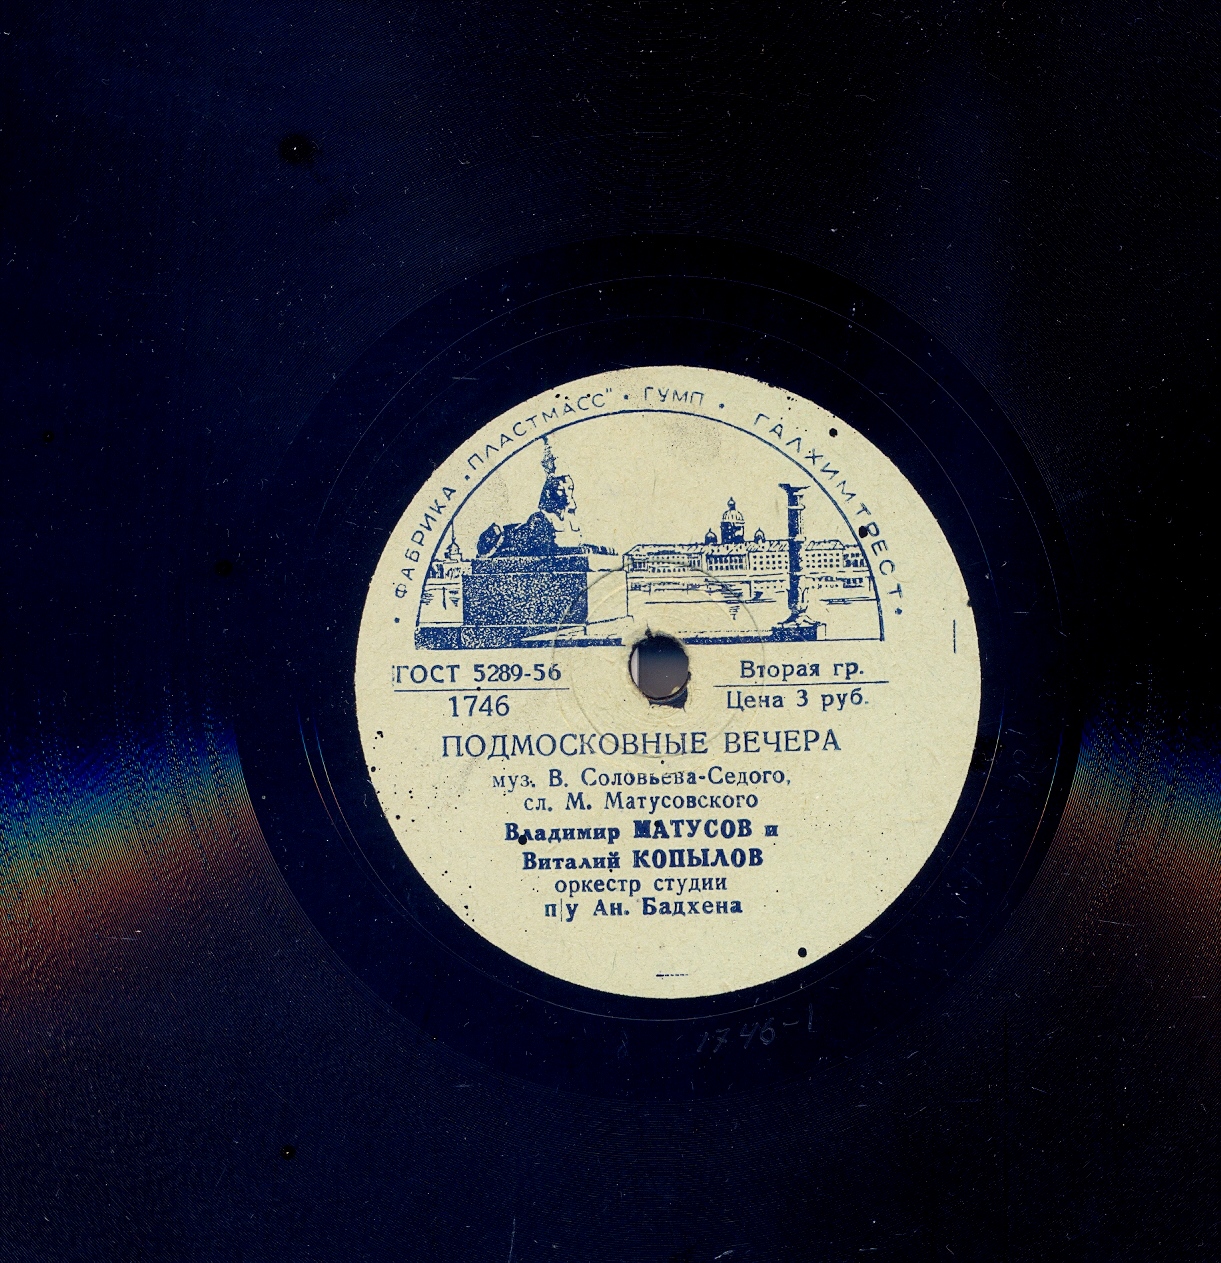 • ФАБРИКА „ПЛАСТМАСС" • ГУМП • ГАЛХИМТРЕСТ •
ГОСТ 5289-56
1746
Вторая гр.
Цена 3 руб.
ПОДМОСКОВНЫЕ ВЕЧЕРА
муз. В. Соловьева-Седого,
сл. М. Матусовского
Владимир МАТУСОВ и
Виталий КОПЫЛОВ
оркестр студии
п|у Ан. Бадхена
1746-1